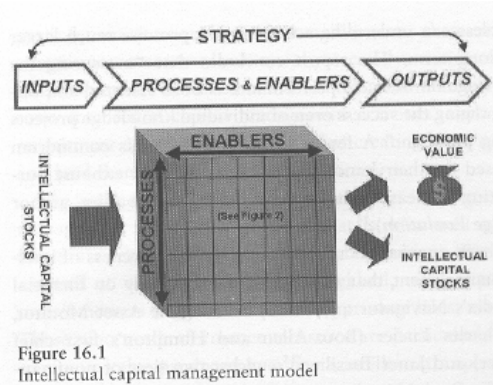 STRATEGY
INPUTS
PROCESSES & ENABLERS
OUTPUTS
INTELLECTUAL CAPITAL
STOCKS
ENABLERS
PROCESSES
(See Figure 2)
ECONOMIC
VALUE
$
INTELLECTUAL
CAPITAL
STOCKS
Figure 16.1
Intellectual capital management model